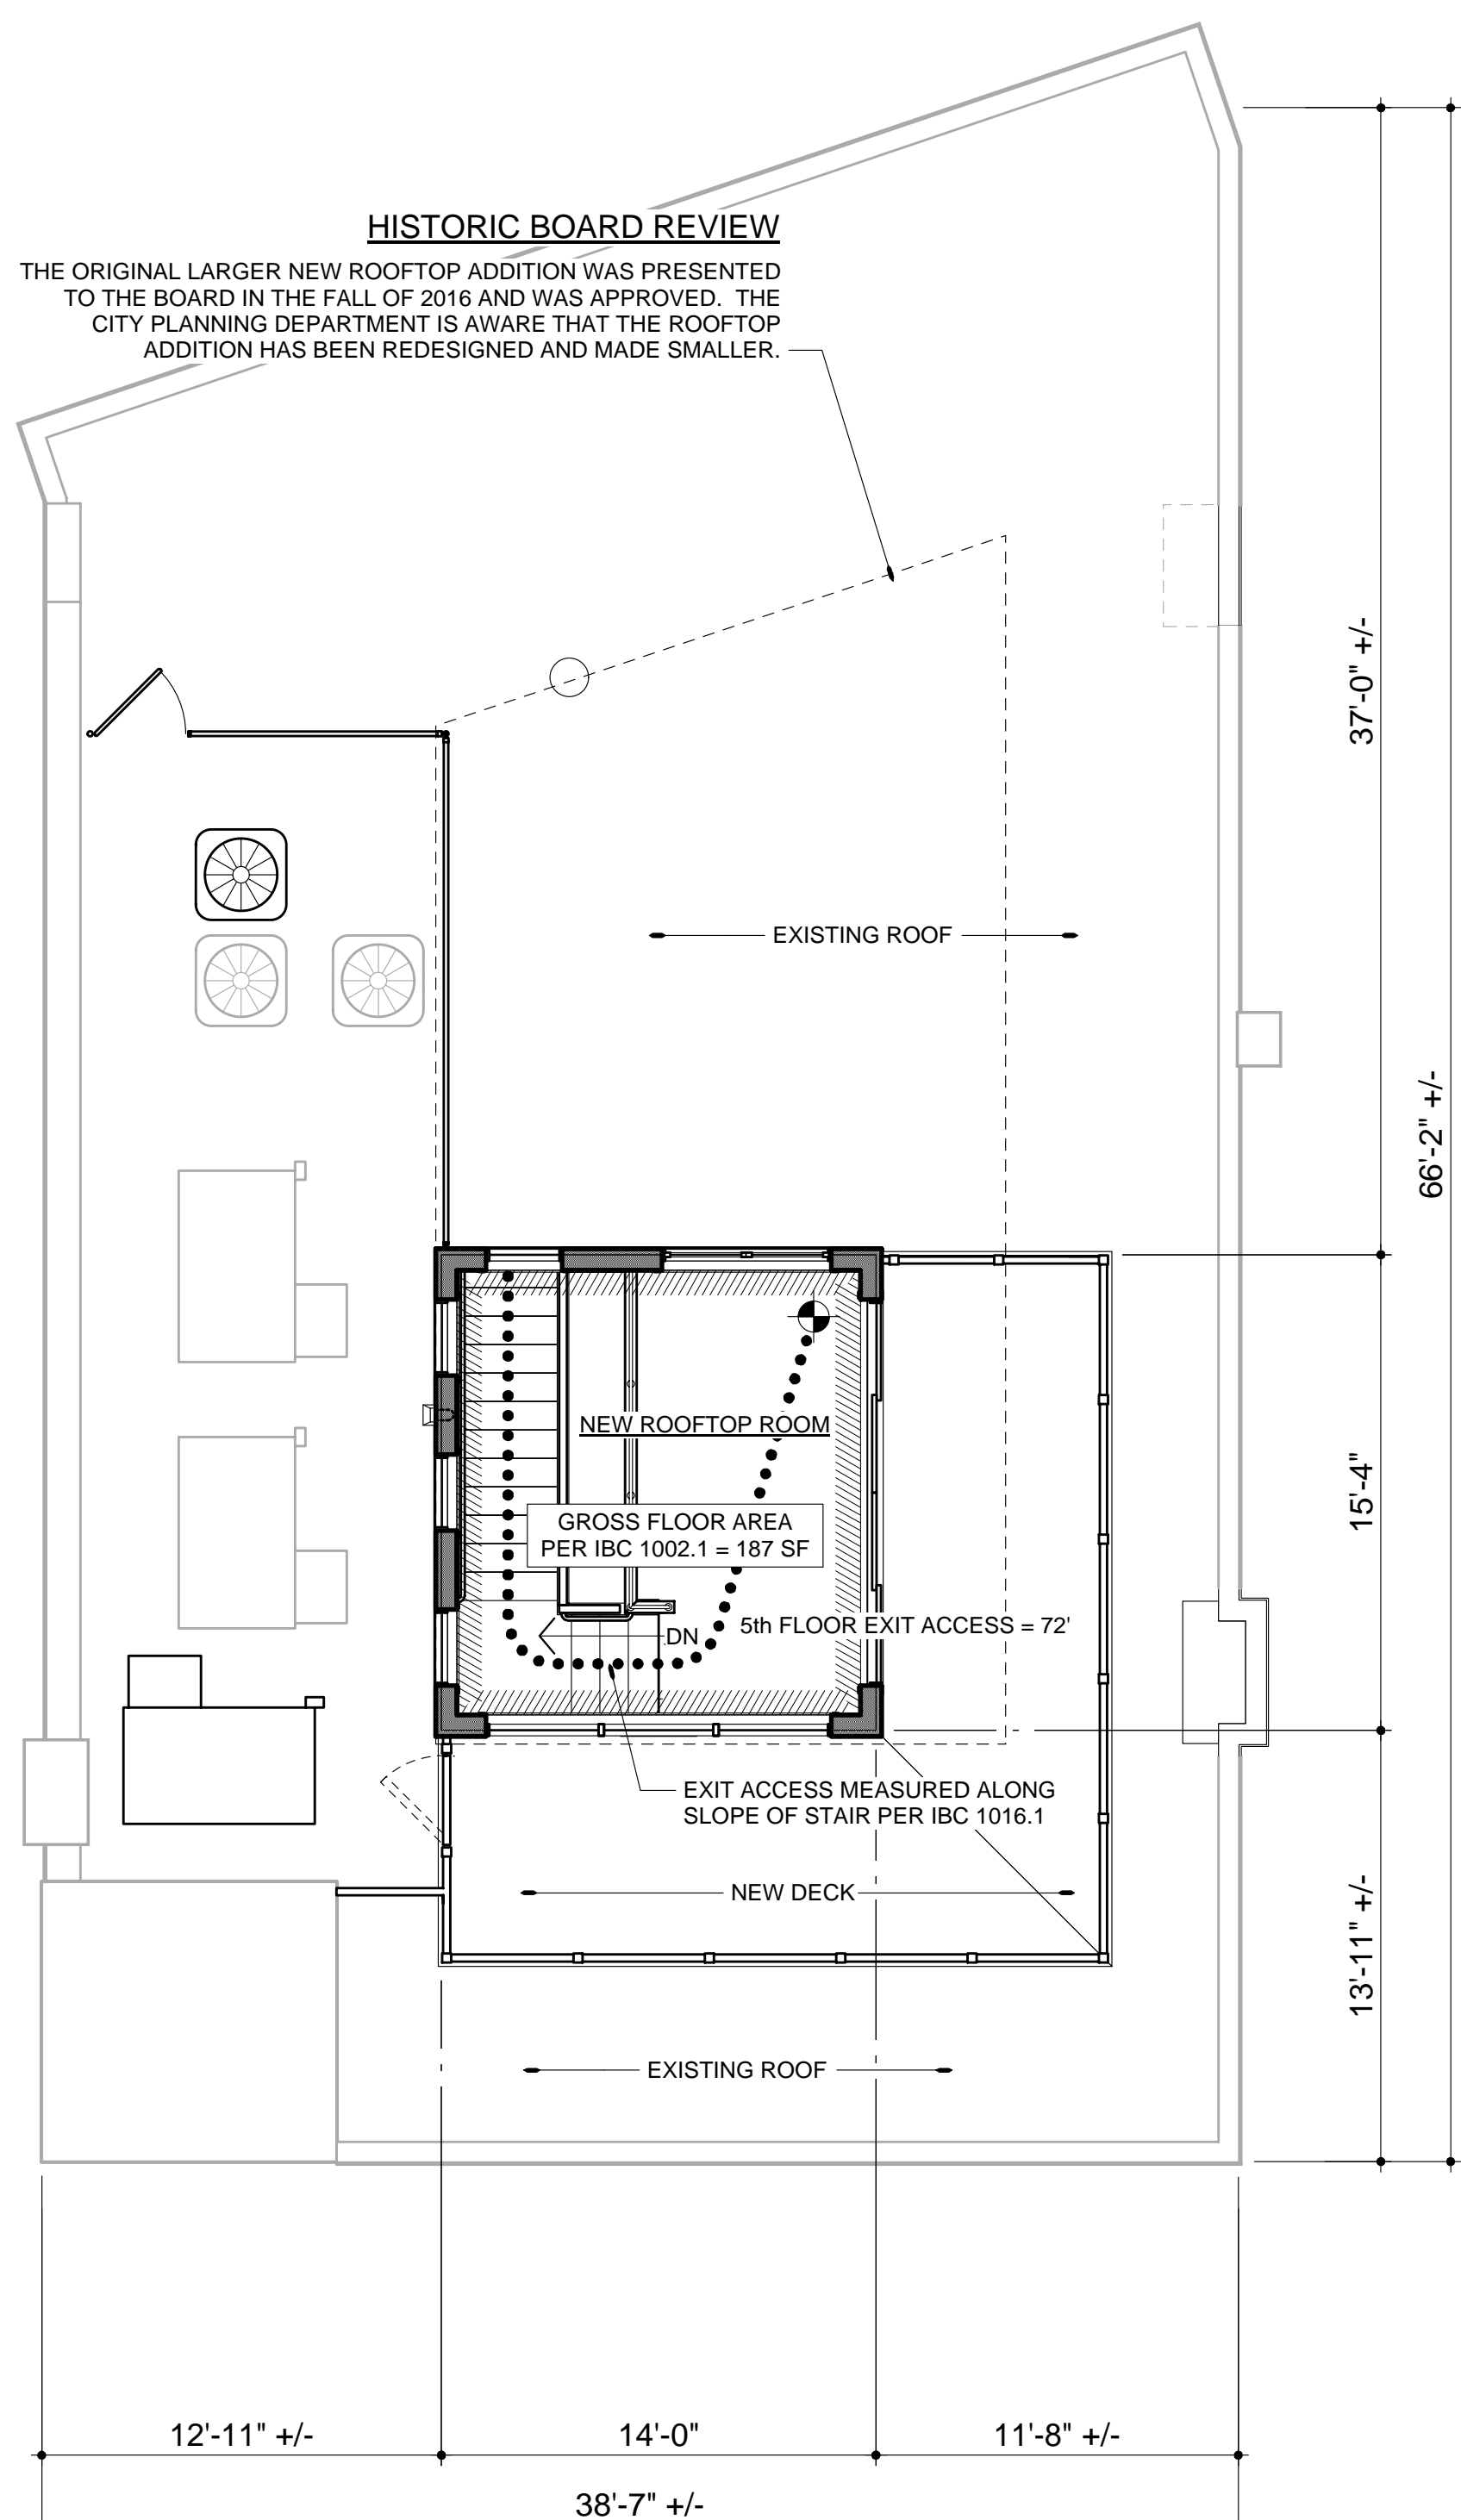 HISTORIC BOARD REVIEW
THE ORIGINAL LARGER NEW ROOFTOP ADDITION WAS PRESENTED
TO THE BOARD IN THE FALL OF 2016 AND WAS APPROVED.  THE
CITY PLANNING DEPARTMENT IS AWARE THAT THE ROOFTOP
ADDITION HAS BEEN REDESIGNED AND MADE SMALLER.
37'-0" +/-
EXISTING ROOF
66'-2" +/-
NEW ROOFTOP ROOM
15'-4"
GROSS FLOOR AREA
PER IBC 1002.1 = 187 SF
5th FLOOR EXIT ACCESS = 72'
DN
EXIT ACCESS MEASURED ALONG
SLOPE OF STAIR PER IBC 1016.1
NEW DECK
13'-11" +/-
EXISTING ROOF
12'-11" +/-
14'-0"
11'-8" +/-
38'-7" +/-